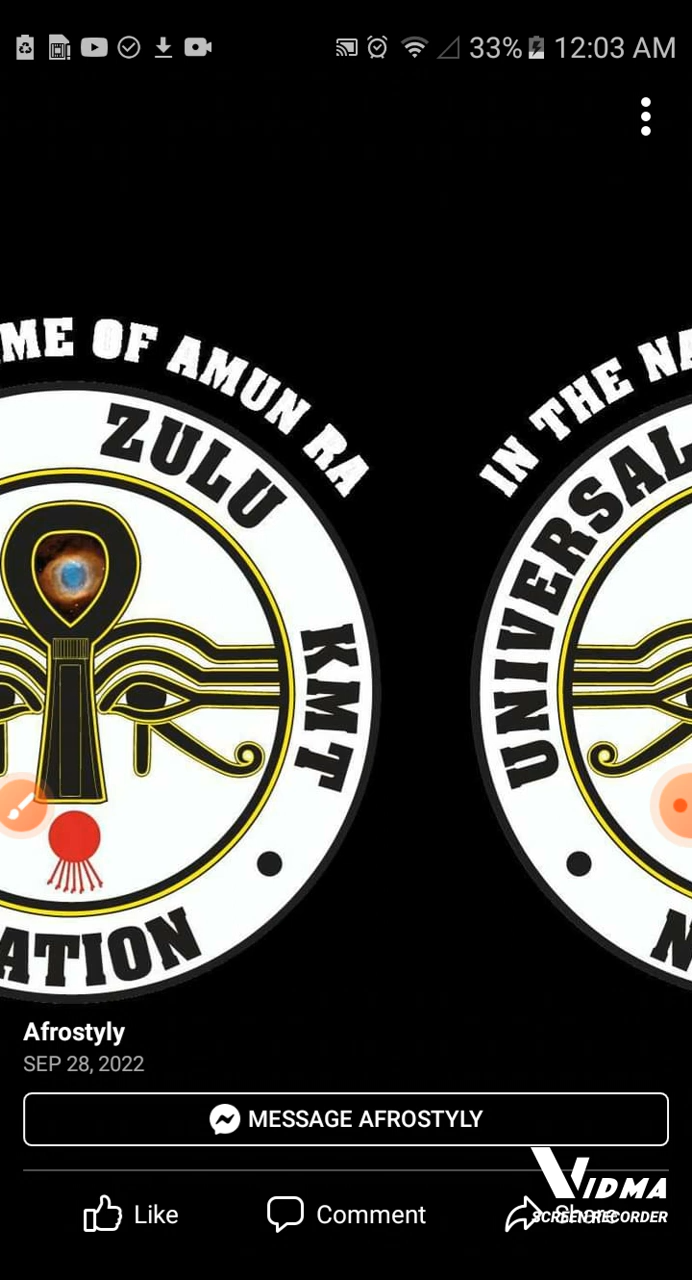 33% 12:03 AM
ME OF AMUN RA
ZULU
KMT
ATION
IN THE NA
UNIVERSAL
N
Afrostyly
SEP 28, 2022
MESSAGE AFROSTYLY
Like
Comment
Share
VIDMA
SCREEN RECORDER